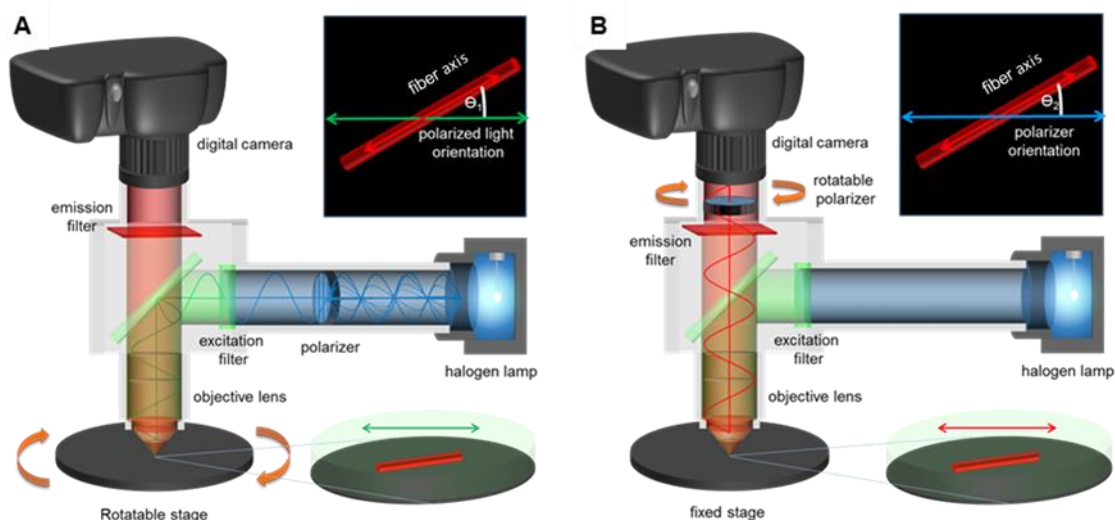 A
digital camera
emission
filter
fiber axis
Θ1
polarized light
orientation
excitation
filter
polarizer
halogen lamp
objective lens
Rotatable stage
B
digital camera
rotatable
polarizer
emission
filter
fiber axis
Θ2
polarizer
orientation
excitation
filter
halogen lamp
objective lens
fixed stage